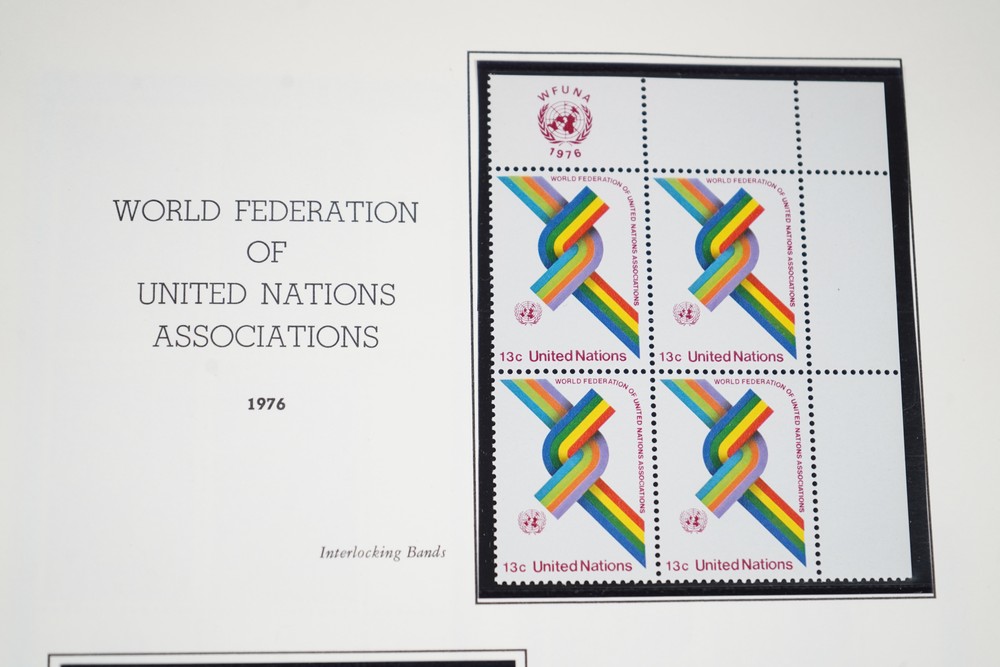 WORLD FEDERATION
OF
UNITED NATIONS
ASSOCIATIONS
1976
Interlocking Bands
WFUNA
1976
WORLD FEDERATION OF UNITED NATIONS ASSOCIATIONS
13c United Nations
WORLD FEDERATION OF UNITED NATIONS ASSOCIATIONS
13c United Nations
WORLD FEDERATION OF UNITED NATIONS ASSOCIATIONS
13c United Nations
WORLD FEDERATION OF UNITED NATIONS ASSOCIATIONS
13c United Nations